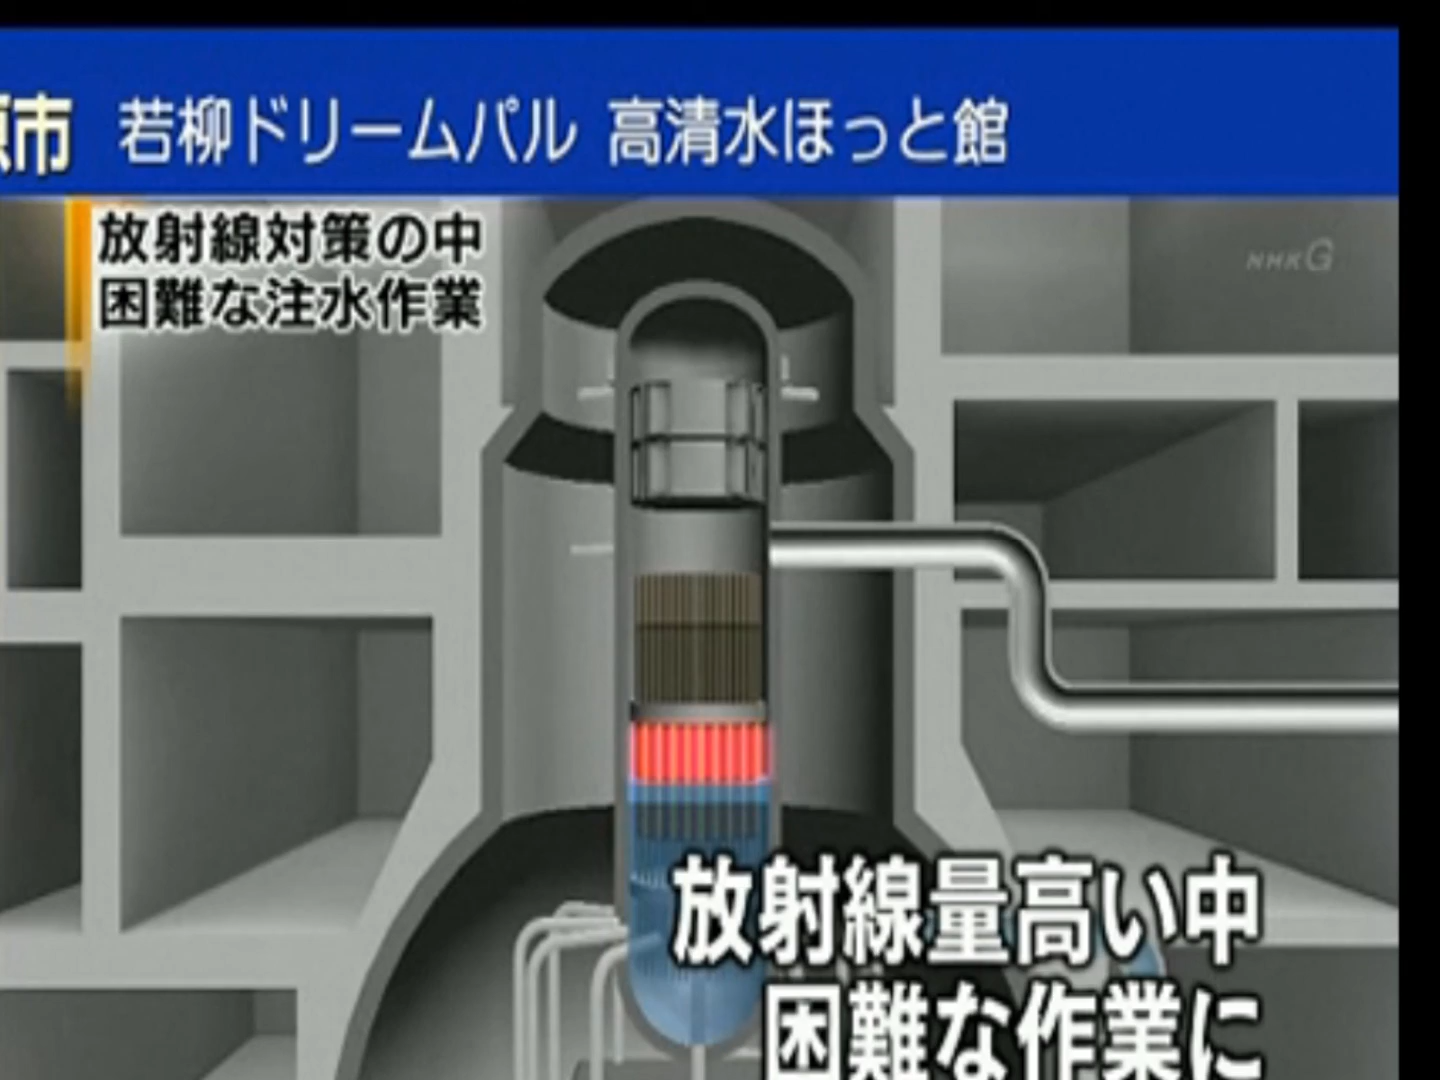 原市 若柳ドリームパル 高清水ほっと館
放射線対策の中
困難な注水作業
NHK G
放射線量高い中
困難な作業に